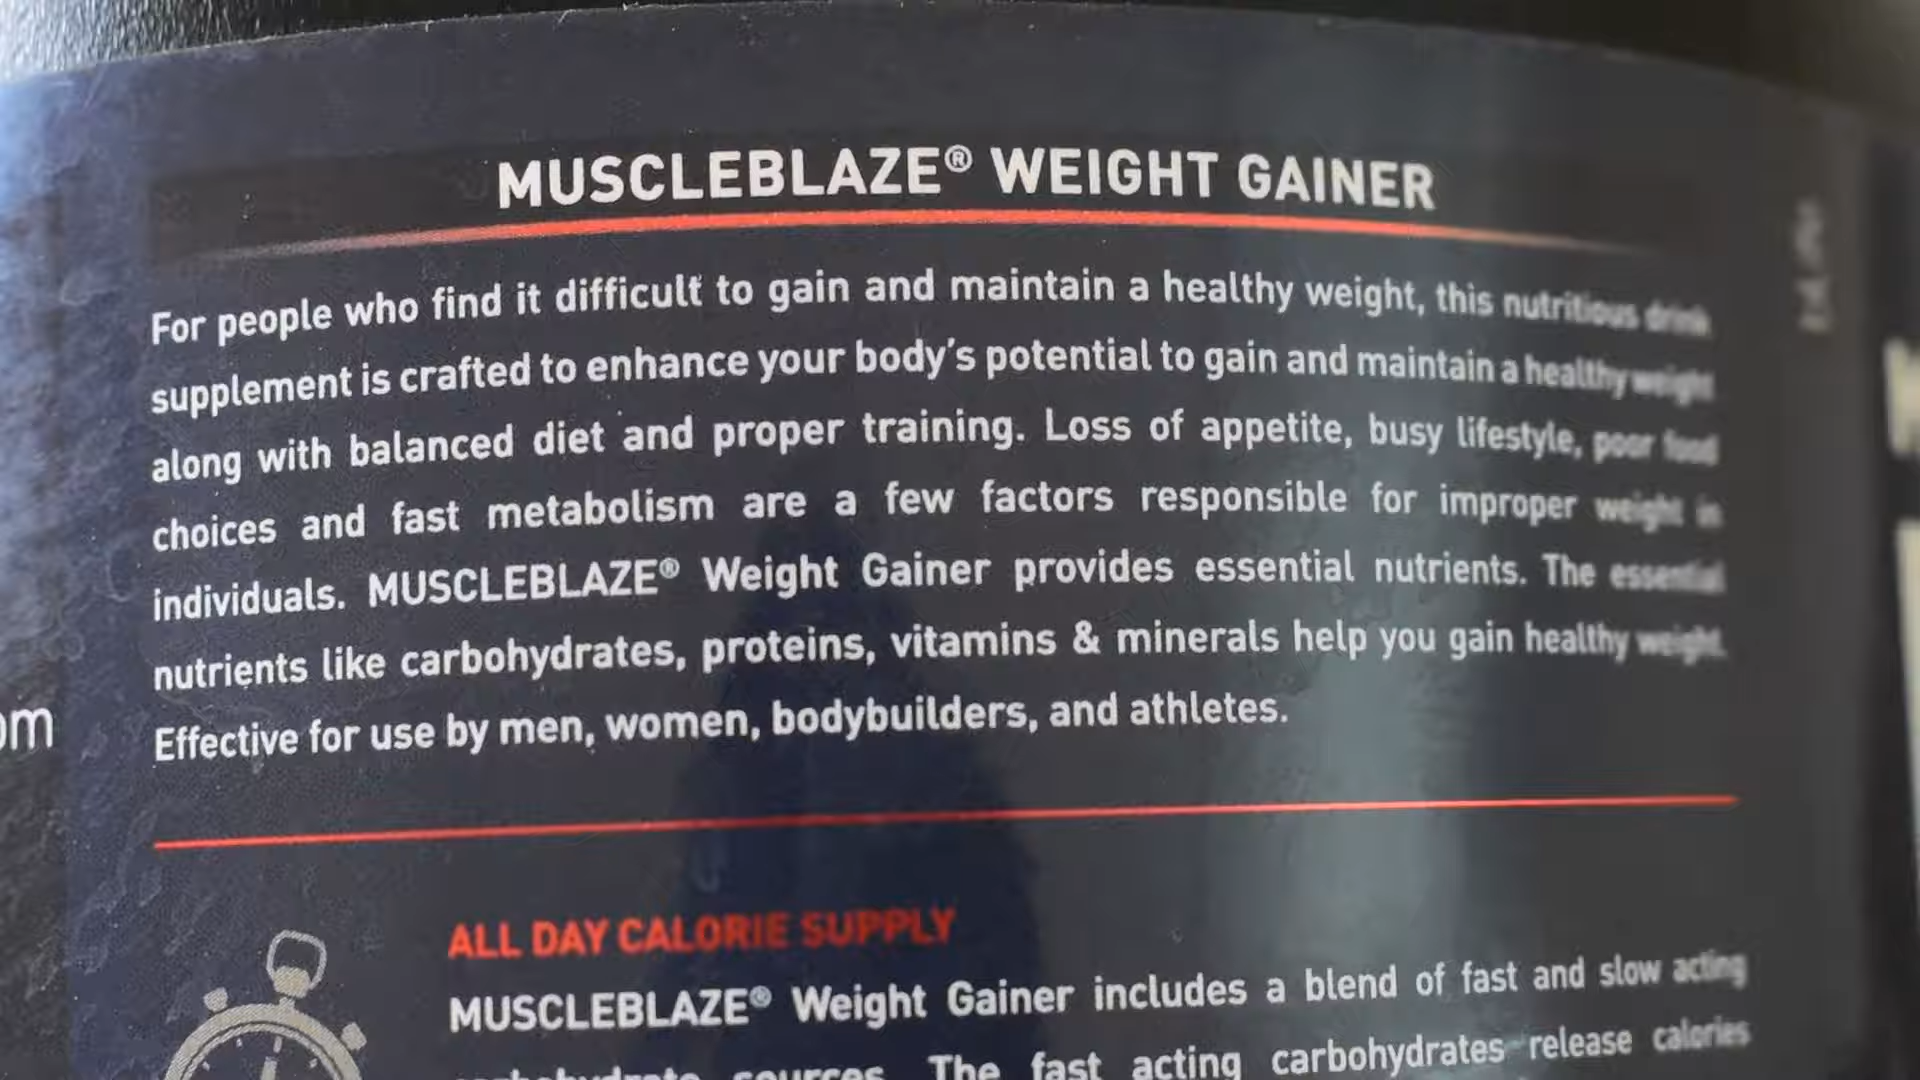 MUSCLEBLAZE® WEIGHT GAINER
For people who find it difficult to gain and maintain a healthy weight, this nutritious drink
supplement is crafted to enhance your body's potential to gain and maintain a healthy weight
along with balanced diet and proper training. Loss of appetite, busy lifestyle, poor food
choices and fast metabolism are a few factors responsible for improper weight in
individuals. MUSCLEBLAZE® Weight Gainer provides essential nutrients. The essential
nutrients like carbohydrates, proteins, vitamins & minerals help you gain healthy weight.
Effective for use by men, women, bodybuilders, and athletes.
om
ALL DAY CALORIE SUPPLY
MUSCLEBLAZE® Weight Gainer includes a blend of fast and slow acting
carbohydrate sources. The fast acting carbohydrates release calories